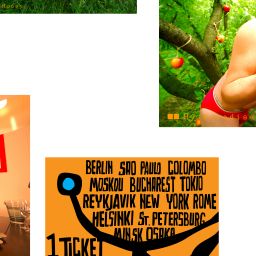 BERLIN SAO PAULO COLOMBO
MOSKOU BUCHAREST TOKIO
REYKJAVIK NEW YORK ROME
HELSINKI ST. PETERSBURG
MINSK OSAKA
1 TICKET